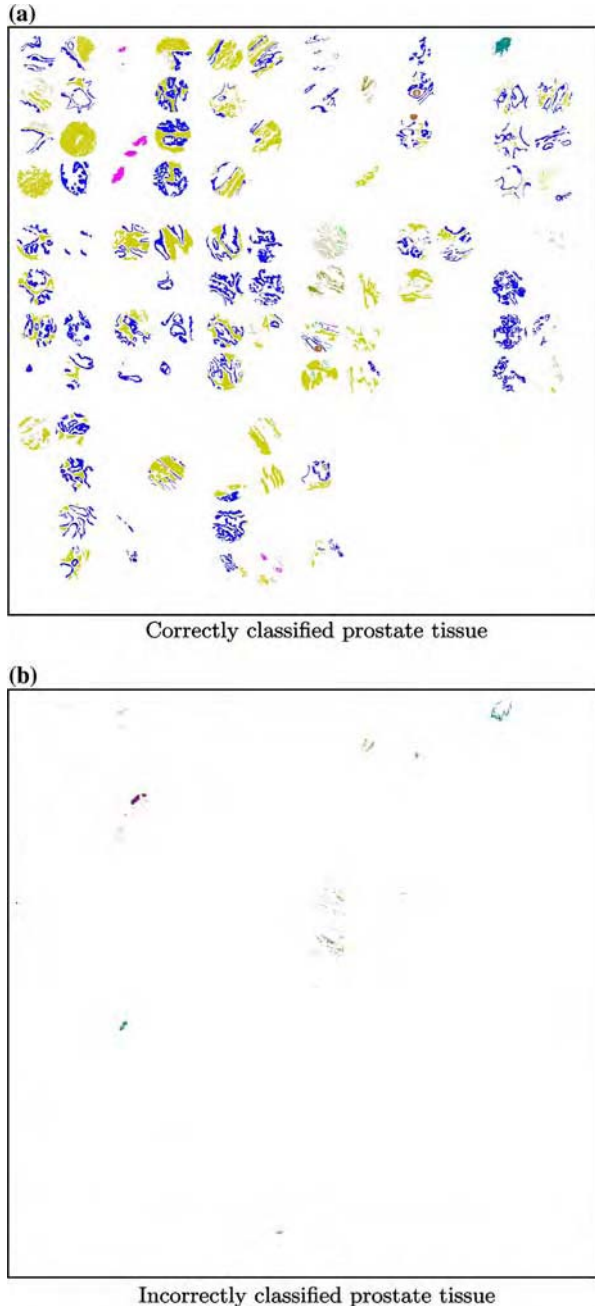 (a)
Correctly classified prostate tissue
(b)
Incorrectly classified prostate tissue